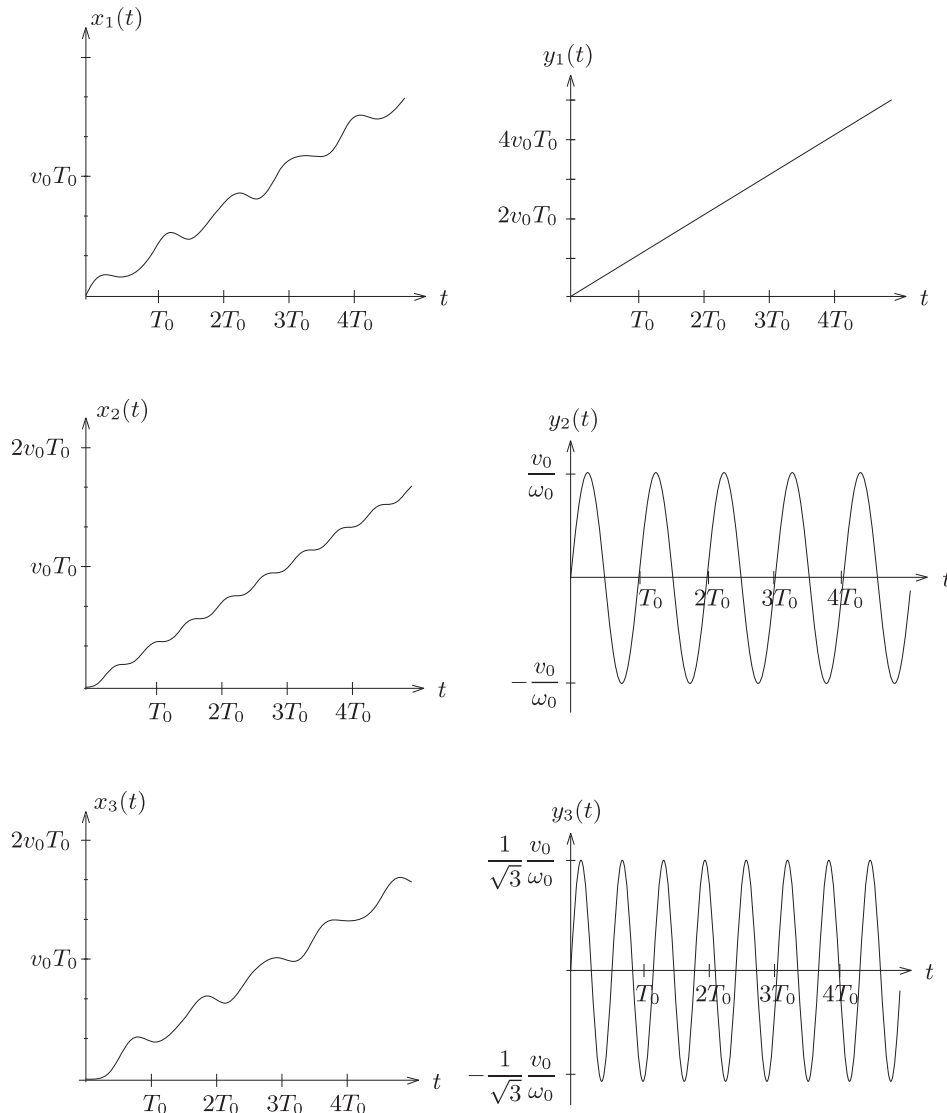 x₁(t)
v₀T₀
T₀ 2T₀ 3T₀ 4T₀ t
y₁(t)
4v₀T₀
2v₀T₀
T₀ 2T₀ 3T₀ 4T₀ t
x₂(t)
2v₀T₀
v₀T₀
T₀ 2T₀ 3T₀ 4T₀ t
y₂(t)
v₀/ω₀
T₀ 2T₀ 3T₀ 4T₀ t
−v₀/ω₀
x₃(t)
2v₀T₀
v₀T₀
T₀ 2T₀ 3T₀ 4T₀ t
y₃(t)
1/√3 v₀/ω₀
T₀ 2T₀ 3T₀ 4T₀ t
−1/√3 v₀/ω₀